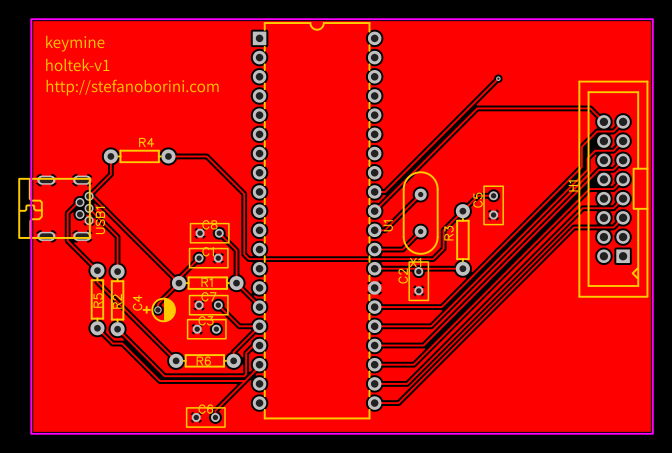 keymine
holtek-v1
http://stefanoborini.com
R4
H1
C5
USB1
C8
U1
R3
C1
X1
C2
R1
R5
R2
C4
+
C7
C3
R6
C6